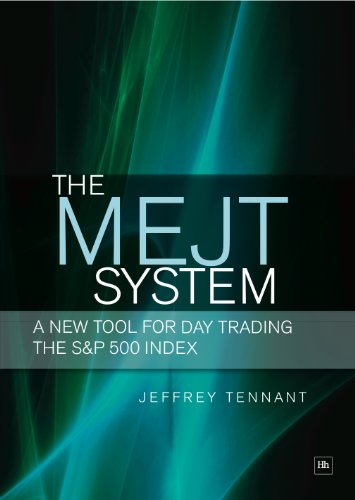 THE
MEJT
SYSTEM
A NEW TOOL FOR DAY TRADING
THE S&P 500 INDEX
JEFFREY TENNANT
Hh